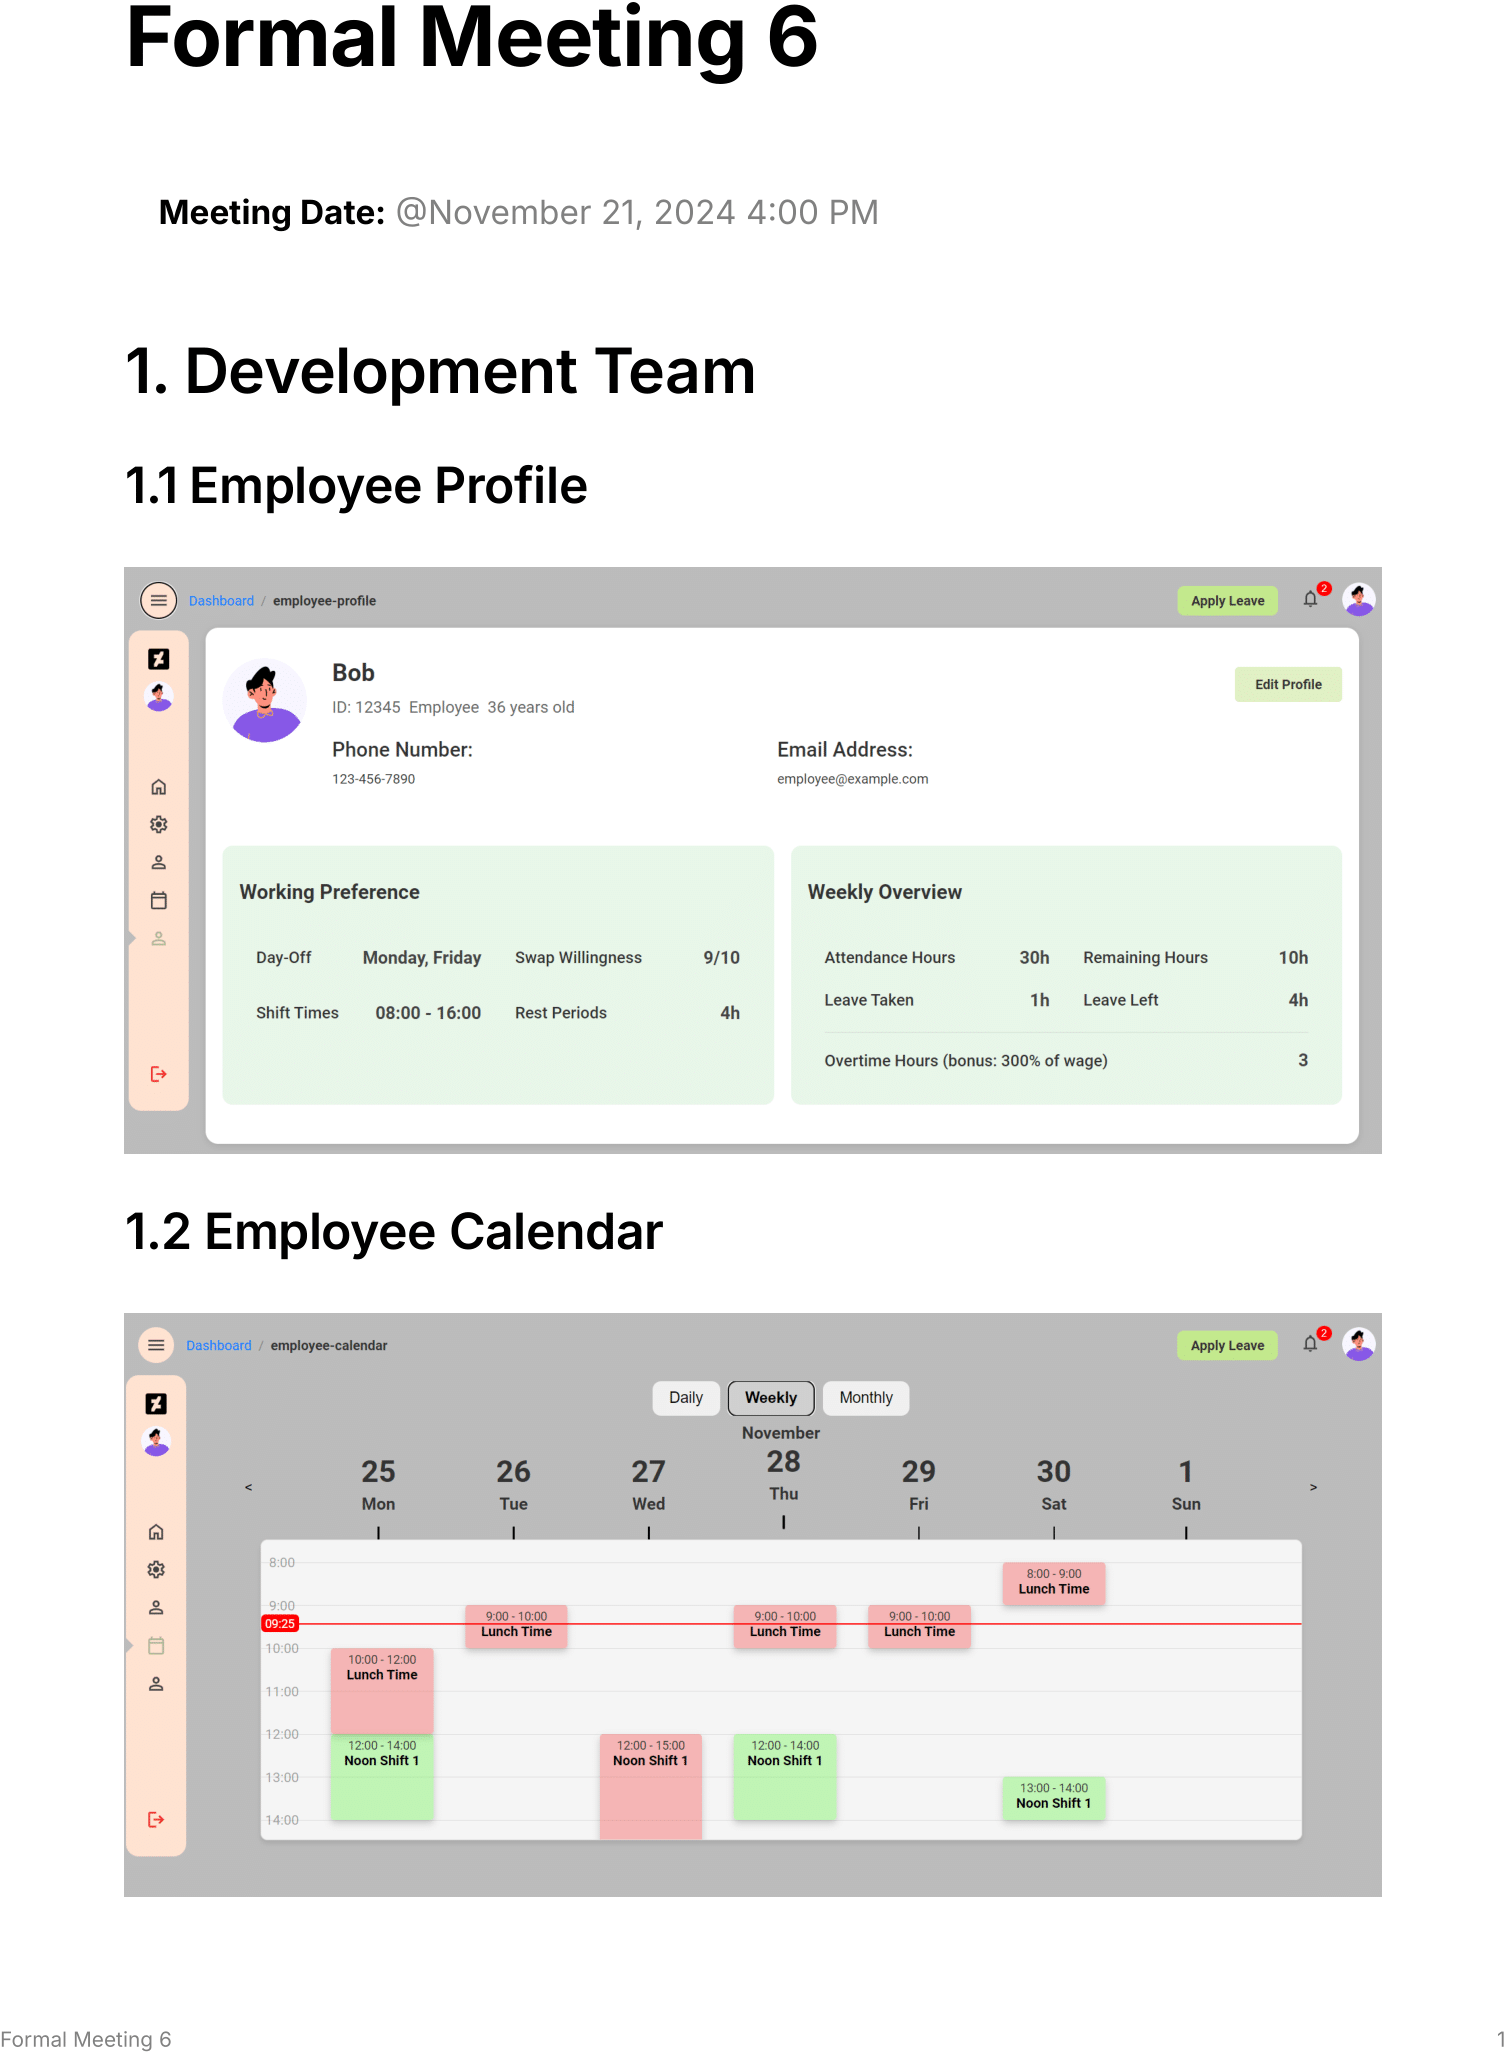 Formal Meeting 6
Meeting Date: @November 21, 2024 4:00 PM
1. Development Team
1.1 Employee Profile
Dashboard / employee-profile
Apply Leave
2
Bob
Edit Profile
ID: 12345 Employee 36 years old
Phone Number:
Email Address:
123-456-7890
employee@example.com
Working Preference
Day-Off Monday, Friday Swap Willingness 9/10
Shift Times 08:00 - 16:00 Rest Periods 4h
Weekly Overview
Attendance Hours 30h Remaining Hours 10h
Leave Taken 1h Leave Left 4h
Overtime Hours (bonus: 300% of wage) 3
1.2 Employee Calendar
Dashboard / employee-calendar
Apply Leave
2
Daily Weekly Monthly
November
25 26 27 28 29 30 1
Mon Tue Wed Thu Fri Sat Sun
< >
8:00
8:00 - 9:00
Lunch Time
9:00
9:00 - 10:00 9:00 - 10:00 9:00 - 10:00
09:25
Lunch Time Lunch Time Lunch Time
10:00
10:00 - 12:00
Lunch Time
11:00
12:00
12:00 - 14:00 12:00 - 15:00 12:00 - 14:00
Noon Shift 1 Noon Shift 1 Noon Shift 1
13:00
13:00 - 14:00
Noon Shift 1
14:00
Formal Meeting 6
1